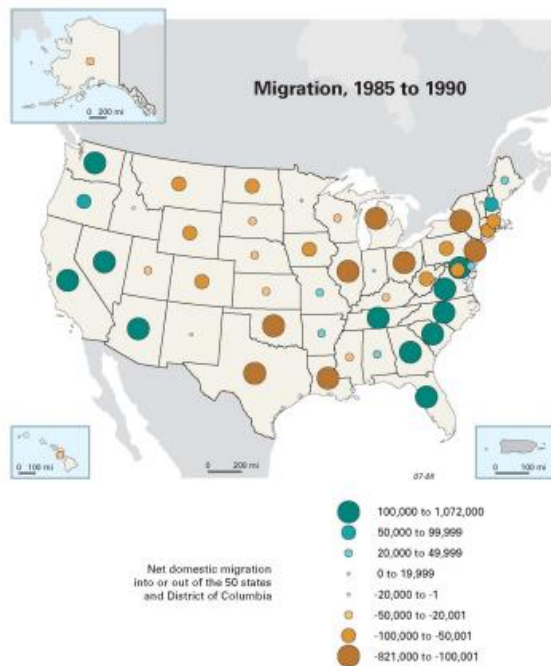 Migration, 1985 to 1990
0 200 mi
0 100 mi
0 200 mi
07-08
0 100 mi
Net domestic migration
into or out of the 50 states
and District of Columbia
100,000 to 1,072,000
50,000 to 99,999
20,000 to 49,999
0 to 19,999
-20,000 to -1
-50,000 to -20,001
-100,000 to -50,001
-821,000 to -100,001